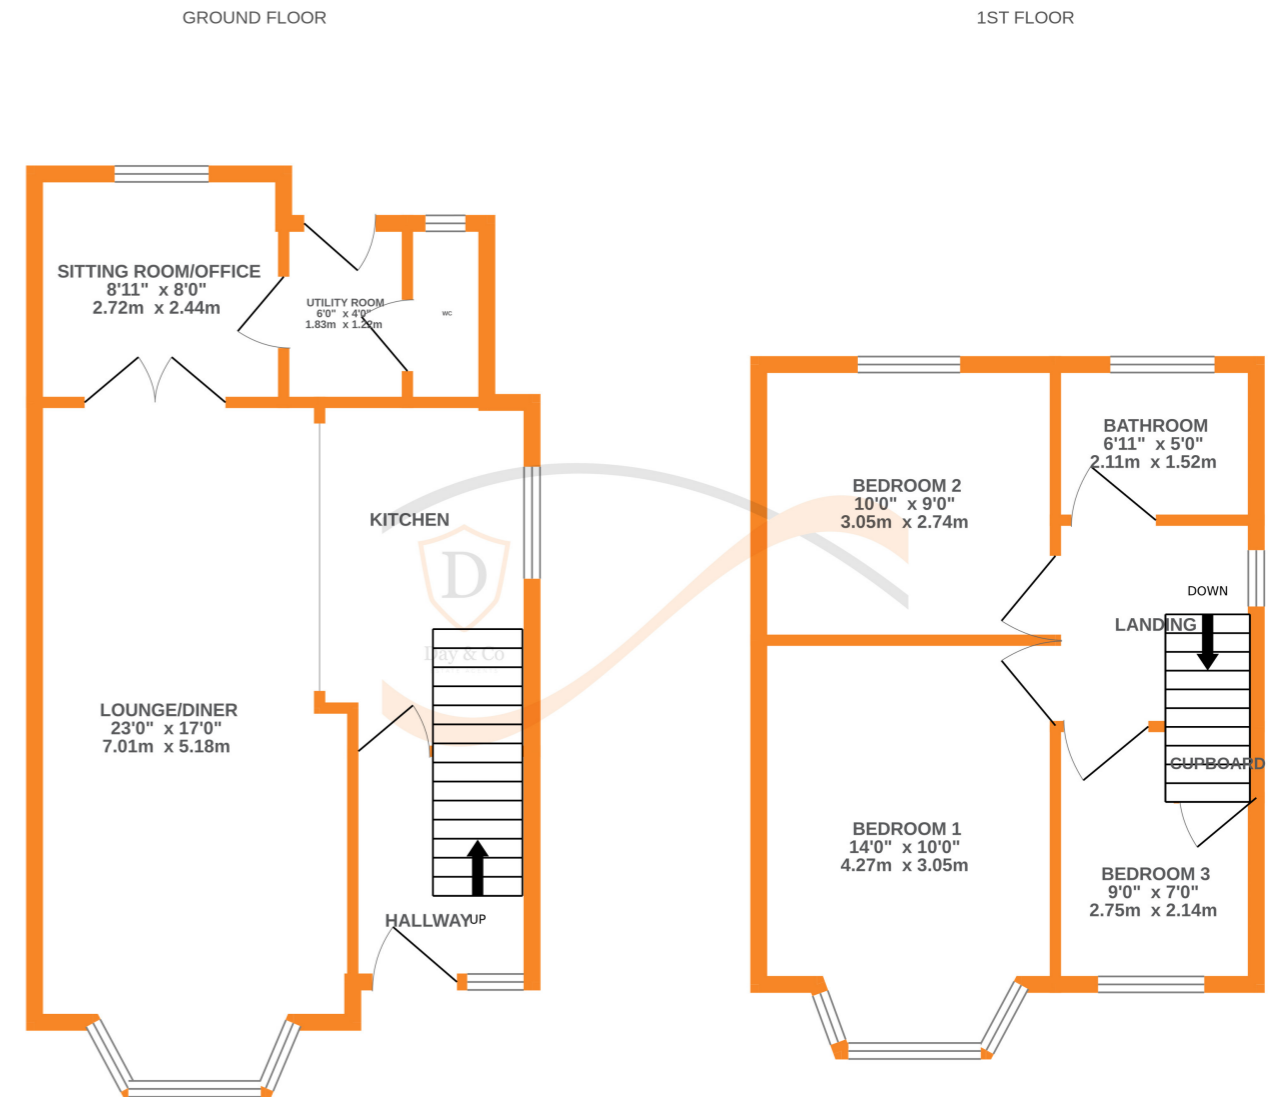 GROUND FLOOR
1ST FLOOR
SITTING ROOM/OFFICE
8'11" x 8'0"
2.72m x 2.44m
UTILITY ROOM
6'0" x 4'0"
1.83m x 1.22m
WC
KITCHEN
D
Day & Co
LOUNGE/DINER
23'0" x 17'0"
7.01m x 5.18m
HALLWAY
UP
BATHROOM
6'11" x 5'0"
2.11m x 1.52m
BEDROOM 2
10'0" x 9'0"
3.05m x 2.74m
DOWN
LANDING
CUPBOARD
BEDROOM 1
14'0" x 10'0"
4.27m x 3.05m
BEDROOM 3
9'0" x 7'0"
2.75m x 2.14m